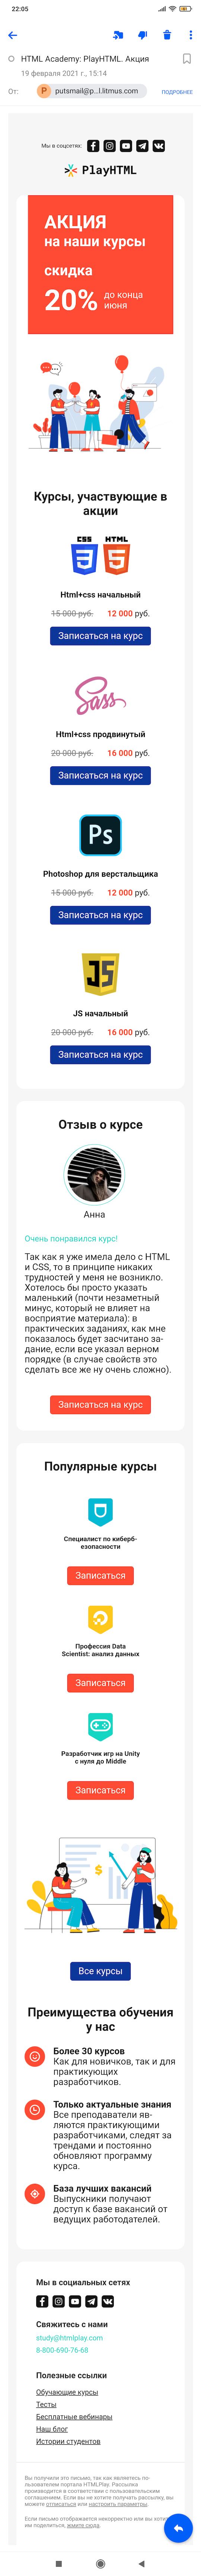 22:05
HTML Academy: PlayHTML. Акция
19 февраля 2021 г., 15:14
От: P putsmail@p...l.litmus.com ПОДРОБНЕЕ
Мы в соцсетях:
PlayHTML
АКЦИЯ
на наши курсы
скидка
20% до конца
июня
Курсы, участвующие в
акции
CSS HTML
Html+css начальный
15 000 руб. 12 000 руб.
Записаться на курс
Sass
Html+css продвинутый
20 000 руб. 16 000 руб.
Записаться на курс
Ps
Photoshop для верстальщика
15 000 руб. 12 000 руб.
Записаться на курс
JS
JS начальный
20 000 руб. 16 000 руб.
Записаться на курс
Отзыв о курсе
Анна
Очень понравился курс!
Так как я уже имела дело с HTML
и CSS, то в принципе никаких
трудностей у меня не возникло.
Хотелось бы просто указать
маленький (почти незаметный
минус, который не влияет на
восприятие материала): в
практических заданиях, как мне
показалось будет засчитано за-
дание, если все указал верном
порядке (в случае свойств это
сделать все же ну очень сложно).
Записаться на курс
Популярные курсы
Специалист по киберб-
езопасности
Записаться
Профессия Data
Scientist: анализ данных
Записаться
Разработчик игр на Unity
с нуля до Middle
Записаться
Все курсы
Преимущества обучения
у нас
Более 30 курсов
Как для новичков, так и для
практикующих
разработчиков.
Только актуальные знания
Все преподаватели яв-
ляются практикующими
разработчиками, следят за
трендами и постоянно
обновляют программу
курса.
База лучших вакансий
Выпускники получают
доступ к базе вакансий от
ведущих работодателей.
Мы в социальных сетях
Свяжитесь с нами
study@htmlplay.com
8-800-690-76-68
Полезные ссылки
Обучающие курсы
Тесты
Бесплатные вебинары
Наш блог
Истории студентов
Вы получили это письмо, так как являетесь по-
льзователем портала HTMLPlay. Рассылка
производится в соответствии с пользовательским
соглашением. Если вы не хотите получать рассылку, вы
можете отписаться или настроить параметры.
Если письмо отображается некорректно или вы хотите
им поделиться, жмите сюда.